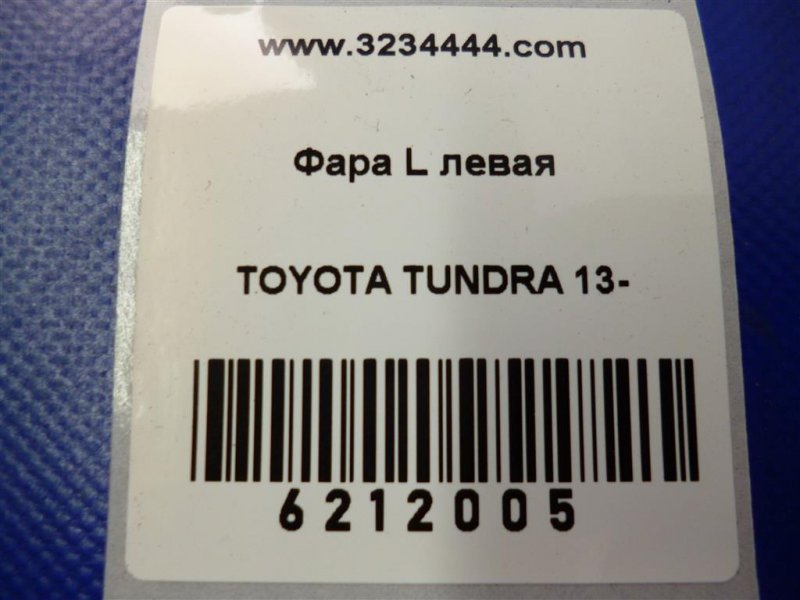 www.3234444.com
Фара L левая
TOYOTA TUNDRA 13-
6212005